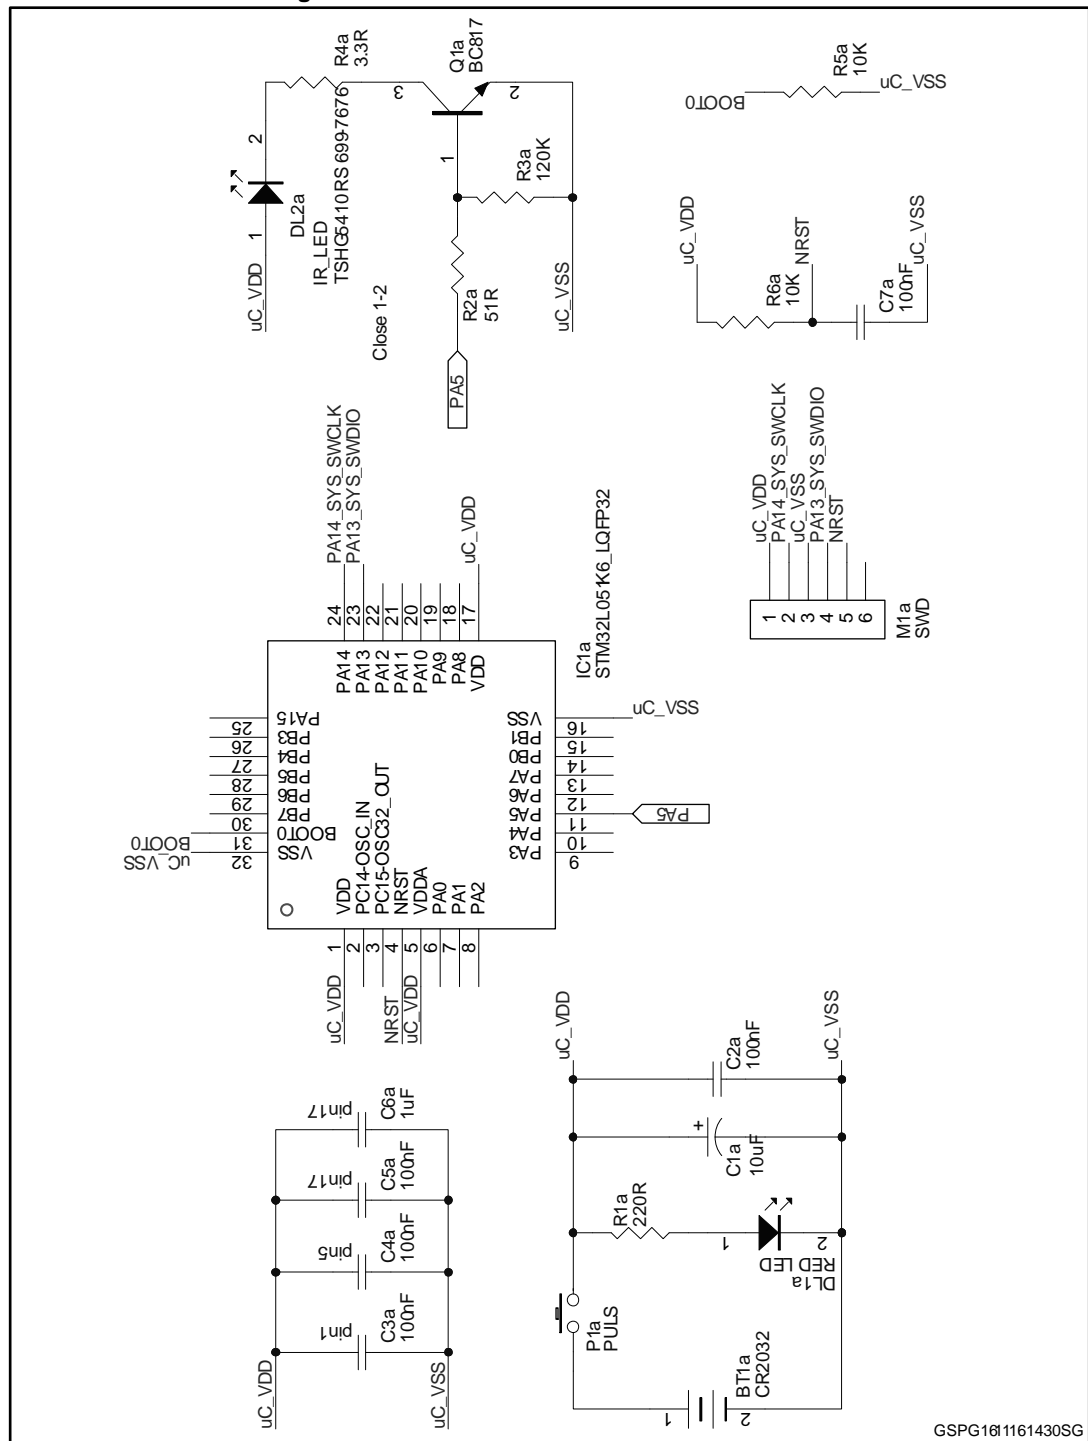 R4a
3.3R
Q1a
BC817
3
2
1
2
1
DL2a
IR_LED
TSHG5410 RS 699-7676
uC_VDD
R3a
120K
R2a
51R
Close 1-2
PA5
uC_VSS
R5a
10K
BOOT0
uC_VSS
uC_VDD
NRST
uC_VSS
R6a
10K
C7a
100nF
uC_VDD
PA14_SYS_SWCLK
uC_VSS
PA13_SYS_SWDIO
NRST
1
2
3
4
5
6
M1a
SWD
PA14_SYS_SWCLK
PA13_SYS_SWDIO
uC_VDD
24
23
22
21
20
19
18
17
PA14
PA13
PA12
PA11
PA10
PA9
PA8
VDD
IC1a
STM32L051K6_LQFP32
25
26
27
28
29
30
31
32
PA15
PB3
PB4
PB5
PB6
PB7
BOOT0
VSS
BOOT0
uC_VSS
VSS
PB1
PB0
PA7
PA6
PA5
PA4
PA3
16
15
14
13
12
11
10
9
uC_VSS
PA5
VDD
PC14-OSC_IN
PC15-OSC32_OUT
NRST
VDDA
PA0
PA1
PA2
1
2
3
4
5
6
7
8
uC_VDD
NRST
uC_VDD
uC_VDD
uC_VSS
pin17
C6a
1uF
pin17
C5a
100nF
pin5
C4a
100nF
pin1
C3a
100nF
uC_VDD
uC_VSS
C2a
100nF
+
C1a
10uF
R1a
220R
1
2
DL1a
RED LED
P1a
PULS
1
2
BT1a
CR2032
GSPG1611161430SG